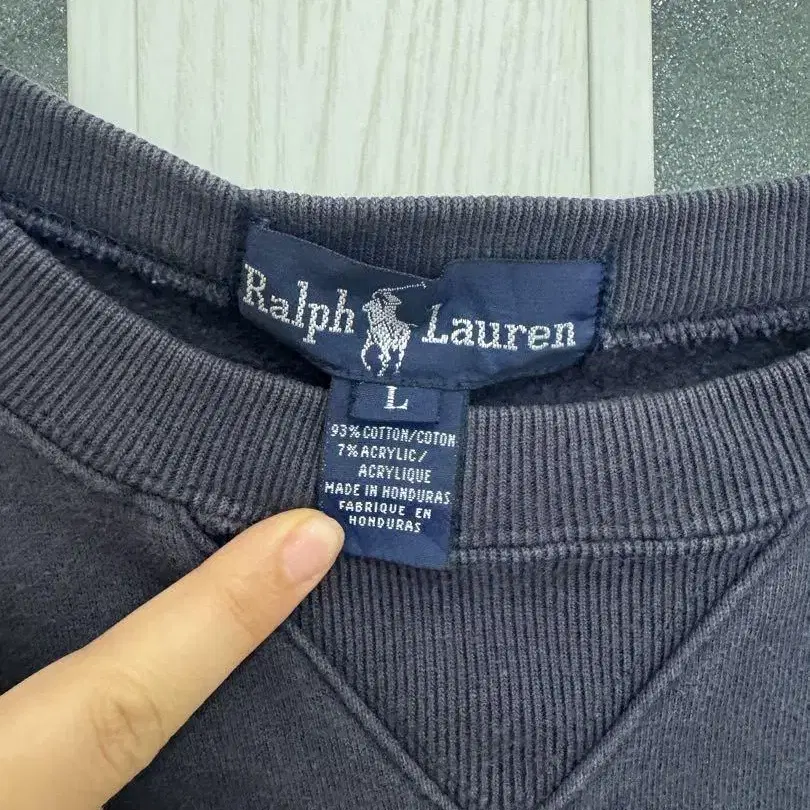 Ralph Lauren
L
93% COTTON/COTON
7% ACRYLIC/
ACRYLIQUE
MADE IN HONDURAS
FABRIQUE EN
HONDURAS